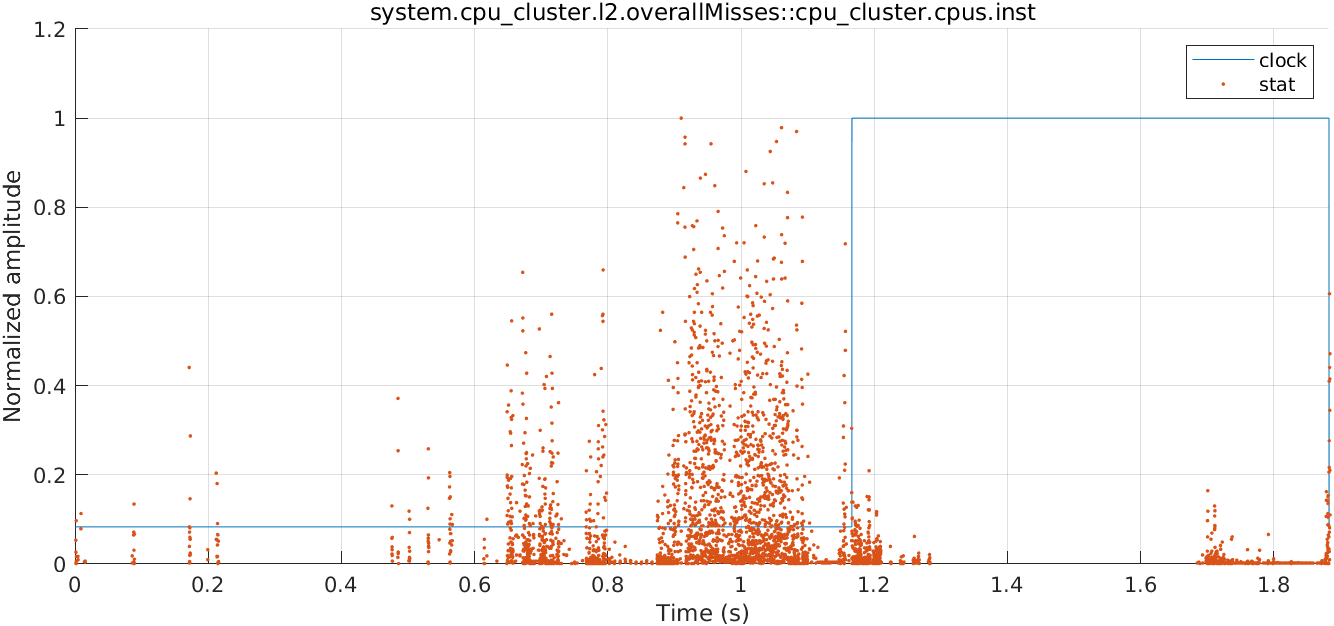 system.cpu_cluster.l2.overallMisses::cpu_cluster.cpus.inst
clock
stat
Normalized amplitude
1.2
1
0.8
0.6
0.4
0.2
0
0 0.2 0.4 0.6 0.8 1 1.2 1.4 1.6 1.8
Time (s)